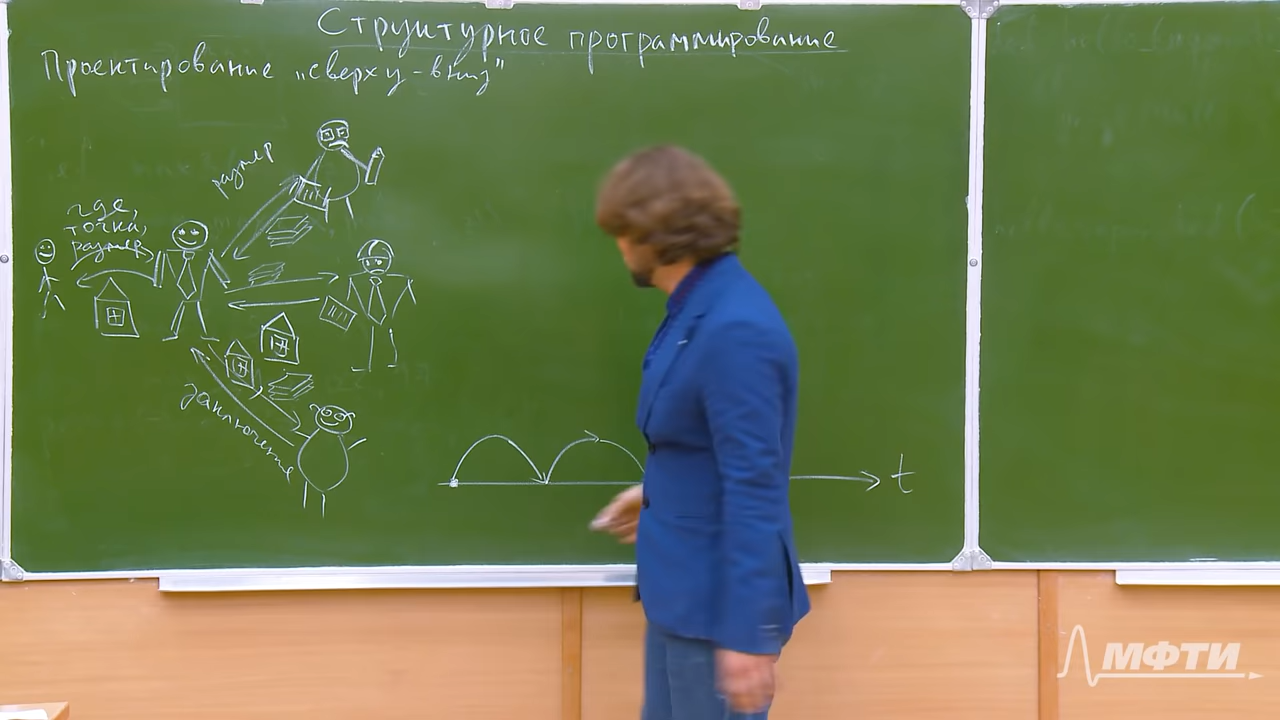 Структурное программирование
Проектирование „сверху-вниз"
размер
где,
точка,
размер
заключение
t
МФТИ